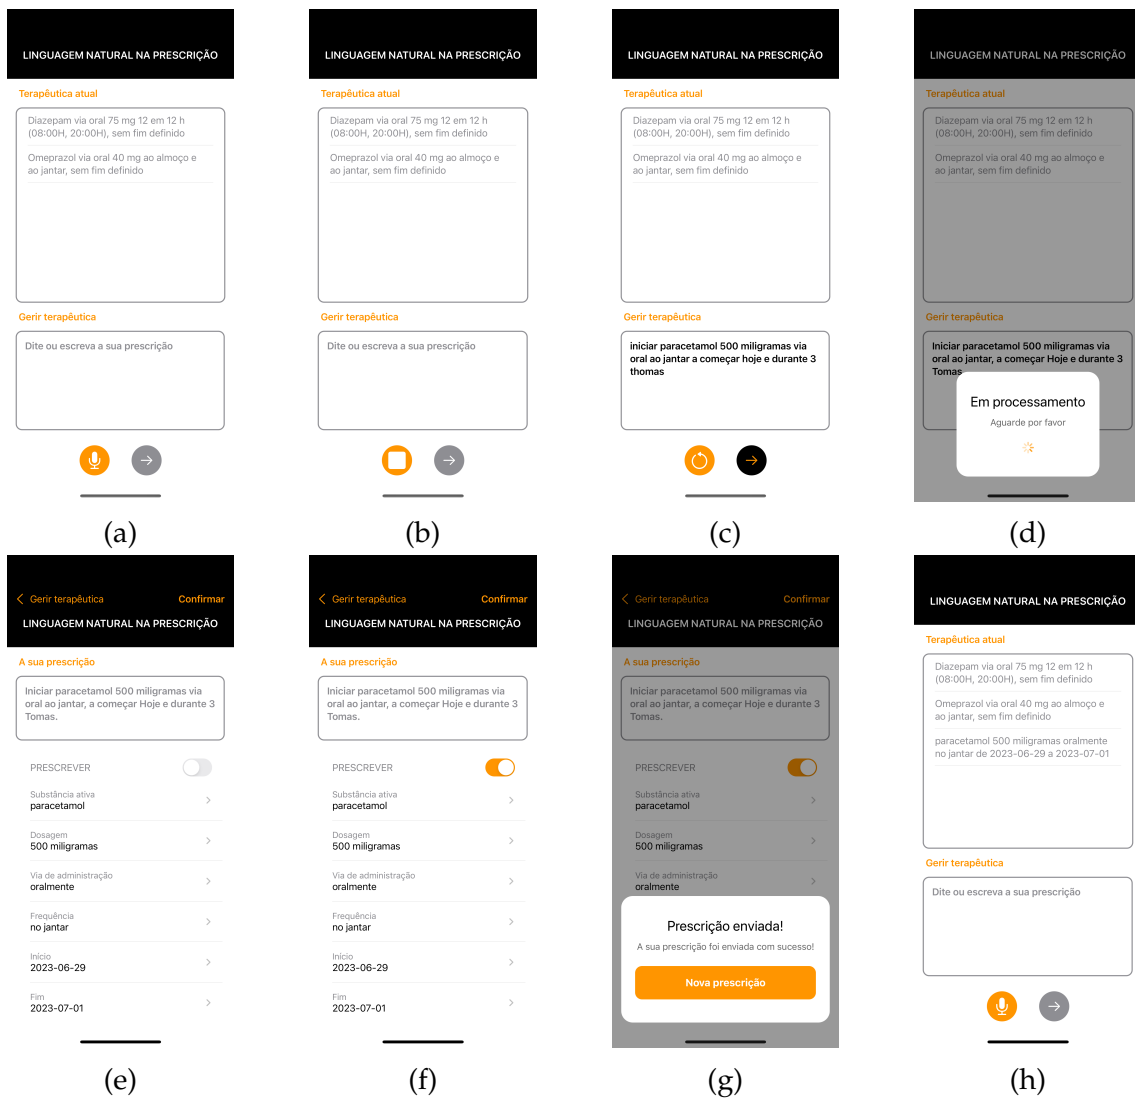 LINGUAGEM NATURAL NA PRESCRIÇÃO
Terapêutica atual
Diazepam via oral 75 mg 12 em 12 h
(08:00H, 20:00H), sem fim definido
Omeprazol via oral 40 mg ao almoço e
ao jantar, sem fim definido
Gerir terapêutica
Dite ou escreva a sua prescrição
(a)
LINGUAGEM NATURAL NA PRESCRIÇÃO
Terapêutica atual
Diazepam via oral 75 mg 12 em 12 h
(08:00H, 20:00H), sem fim definido
Omeprazol via oral 40 mg ao almoço e
ao jantar, sem fim definido
Gerir terapêutica
Dite ou escreva a sua prescrição
(b)
LINGUAGEM NATURAL NA PRESCRIÇÃO
Terapêutica atual
Diazepam via oral 75 mg 12 em 12 h
(08:00H, 20:00H), sem fim definido
Omeprazol via oral 40 mg ao almoço e
ao jantar, sem fim definido
Gerir terapêutica
iniciar paracetamol 500 miligramas via
oral ao jantar a começar hoje e durante 3
thomas
(c)
LINGUAGEM NATURAL NA PRESCRIÇÃO
Terapêutica atual
Diazepam via oral 75 mg 12 em 12 h
(08:00H, 20:00H), sem fim definido
Omeprazol via oral 40 mg ao almoço e
ao jantar, sem fim definido
Gerir terapêutica
Iniciar paracetamol 500 miligramas via
oral ao jantar, a começar Hoje e durante 3
Tomas
Em processamento
Aguarde por favor
(d)
Gerir terapêutica Confirmar
LINGUAGEM NATURAL NA PRESCRIÇÃO
A sua prescrição
Iniciar paracetamol 500 miligramas via
oral ao jantar, a começar Hoje e durante 3
Tomas.
PRESCREVER
Substância ativa
paracetamol
Dosagem
500 miligramas
Via de administração
oralmente
Frequência
no jantar
Início
2023-06-29
Fim
2023-07-01
(e)
Gerir terapêutica Confirmar
LINGUAGEM NATURAL NA PRESCRIÇÃO
A sua prescrição
Iniciar paracetamol 500 miligramas via
oral ao jantar, a começar Hoje e durante 3
Tomas.
PRESCREVER
Substância ativa
paracetamol
Dosagem
500 miligramas
Via de administração
oralmente
Frequência
no jantar
Início
2023-06-29
Fim
2023-07-01
(f)
Gerir terapêutica Confirmar
LINGUAGEM NATURAL NA PRESCRIÇÃO
A sua prescrição
Iniciar paracetamol 500 miligramas via
oral ao jantar, a começar Hoje e durante 3
Tomas.
PRESCREVER
Substância ativa
paracetamol
Dosagem
500 miligramas
Via de administração
oralmente
Prescrição enviada!
A sua prescrição foi enviada com sucesso!
Nova prescrição
(g)
LINGUAGEM NATURAL NA PRESCRIÇÃO
Terapêutica atual
Diazepam via oral 75 mg 12 em 12 h
(08:00H, 20:00H), sem fim definido
Omeprazol via oral 40 mg ao almoço e
ao jantar, sem fim definido
paracetamol 500 miligramas oralmente
no jantar de 2023-06-29 a 2023-07-01
Gerir terapêutica
Dite ou escreva a sua prescrição
(h)